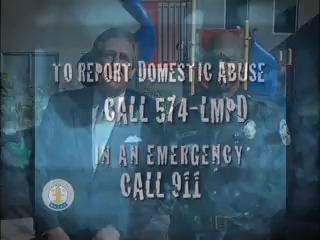 TO REPORT DOMESTIC ABUSE
CALL 574-LMPD
IN AN EMERGENCY
CALL 911